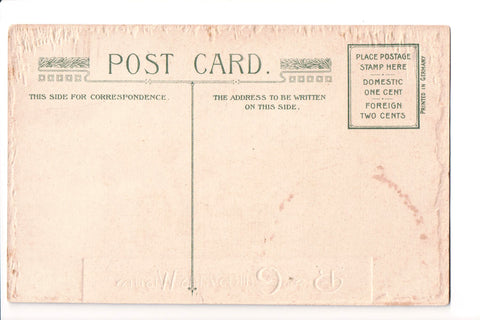 POST CARD.
THIS SIDE FOR CORRESPONDENCE.
THE ADDRESS TO BE WRITTEN
ON THIS SIDE.
PLACE POSTAGE
STAMP HERE
DOMESTIC
ONE CENT
FOREIGN
TWO CENTS
PRINTED IN GERMANY